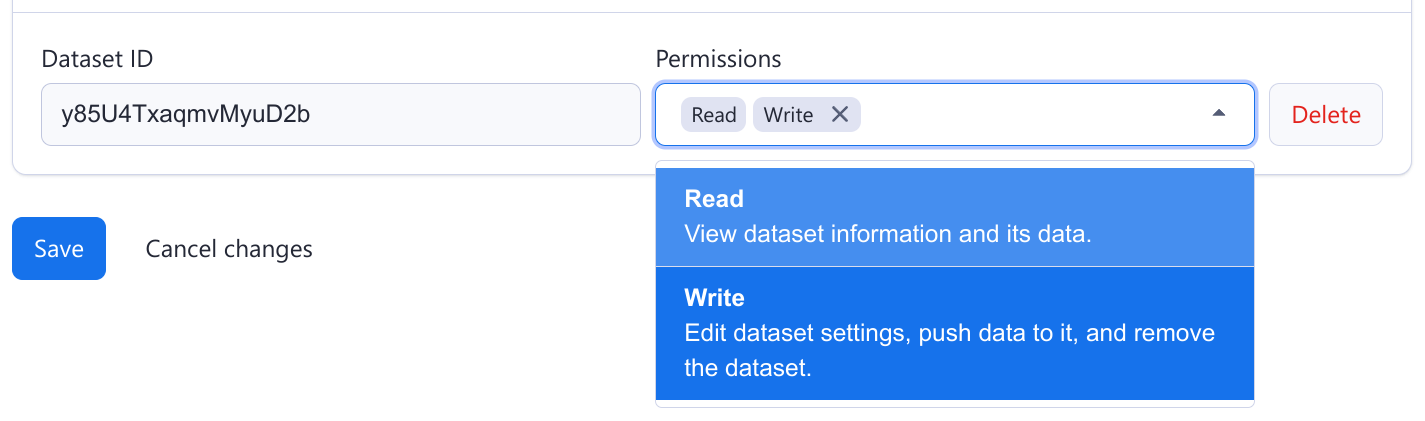 Dataset ID
Permissions
y85U4TxaqmvMyuD2b
Read Write
Delete
Read
View dataset information and its data.
Write
Edit dataset settings, push data to it, and remove
the dataset.
Save
Cancel changes